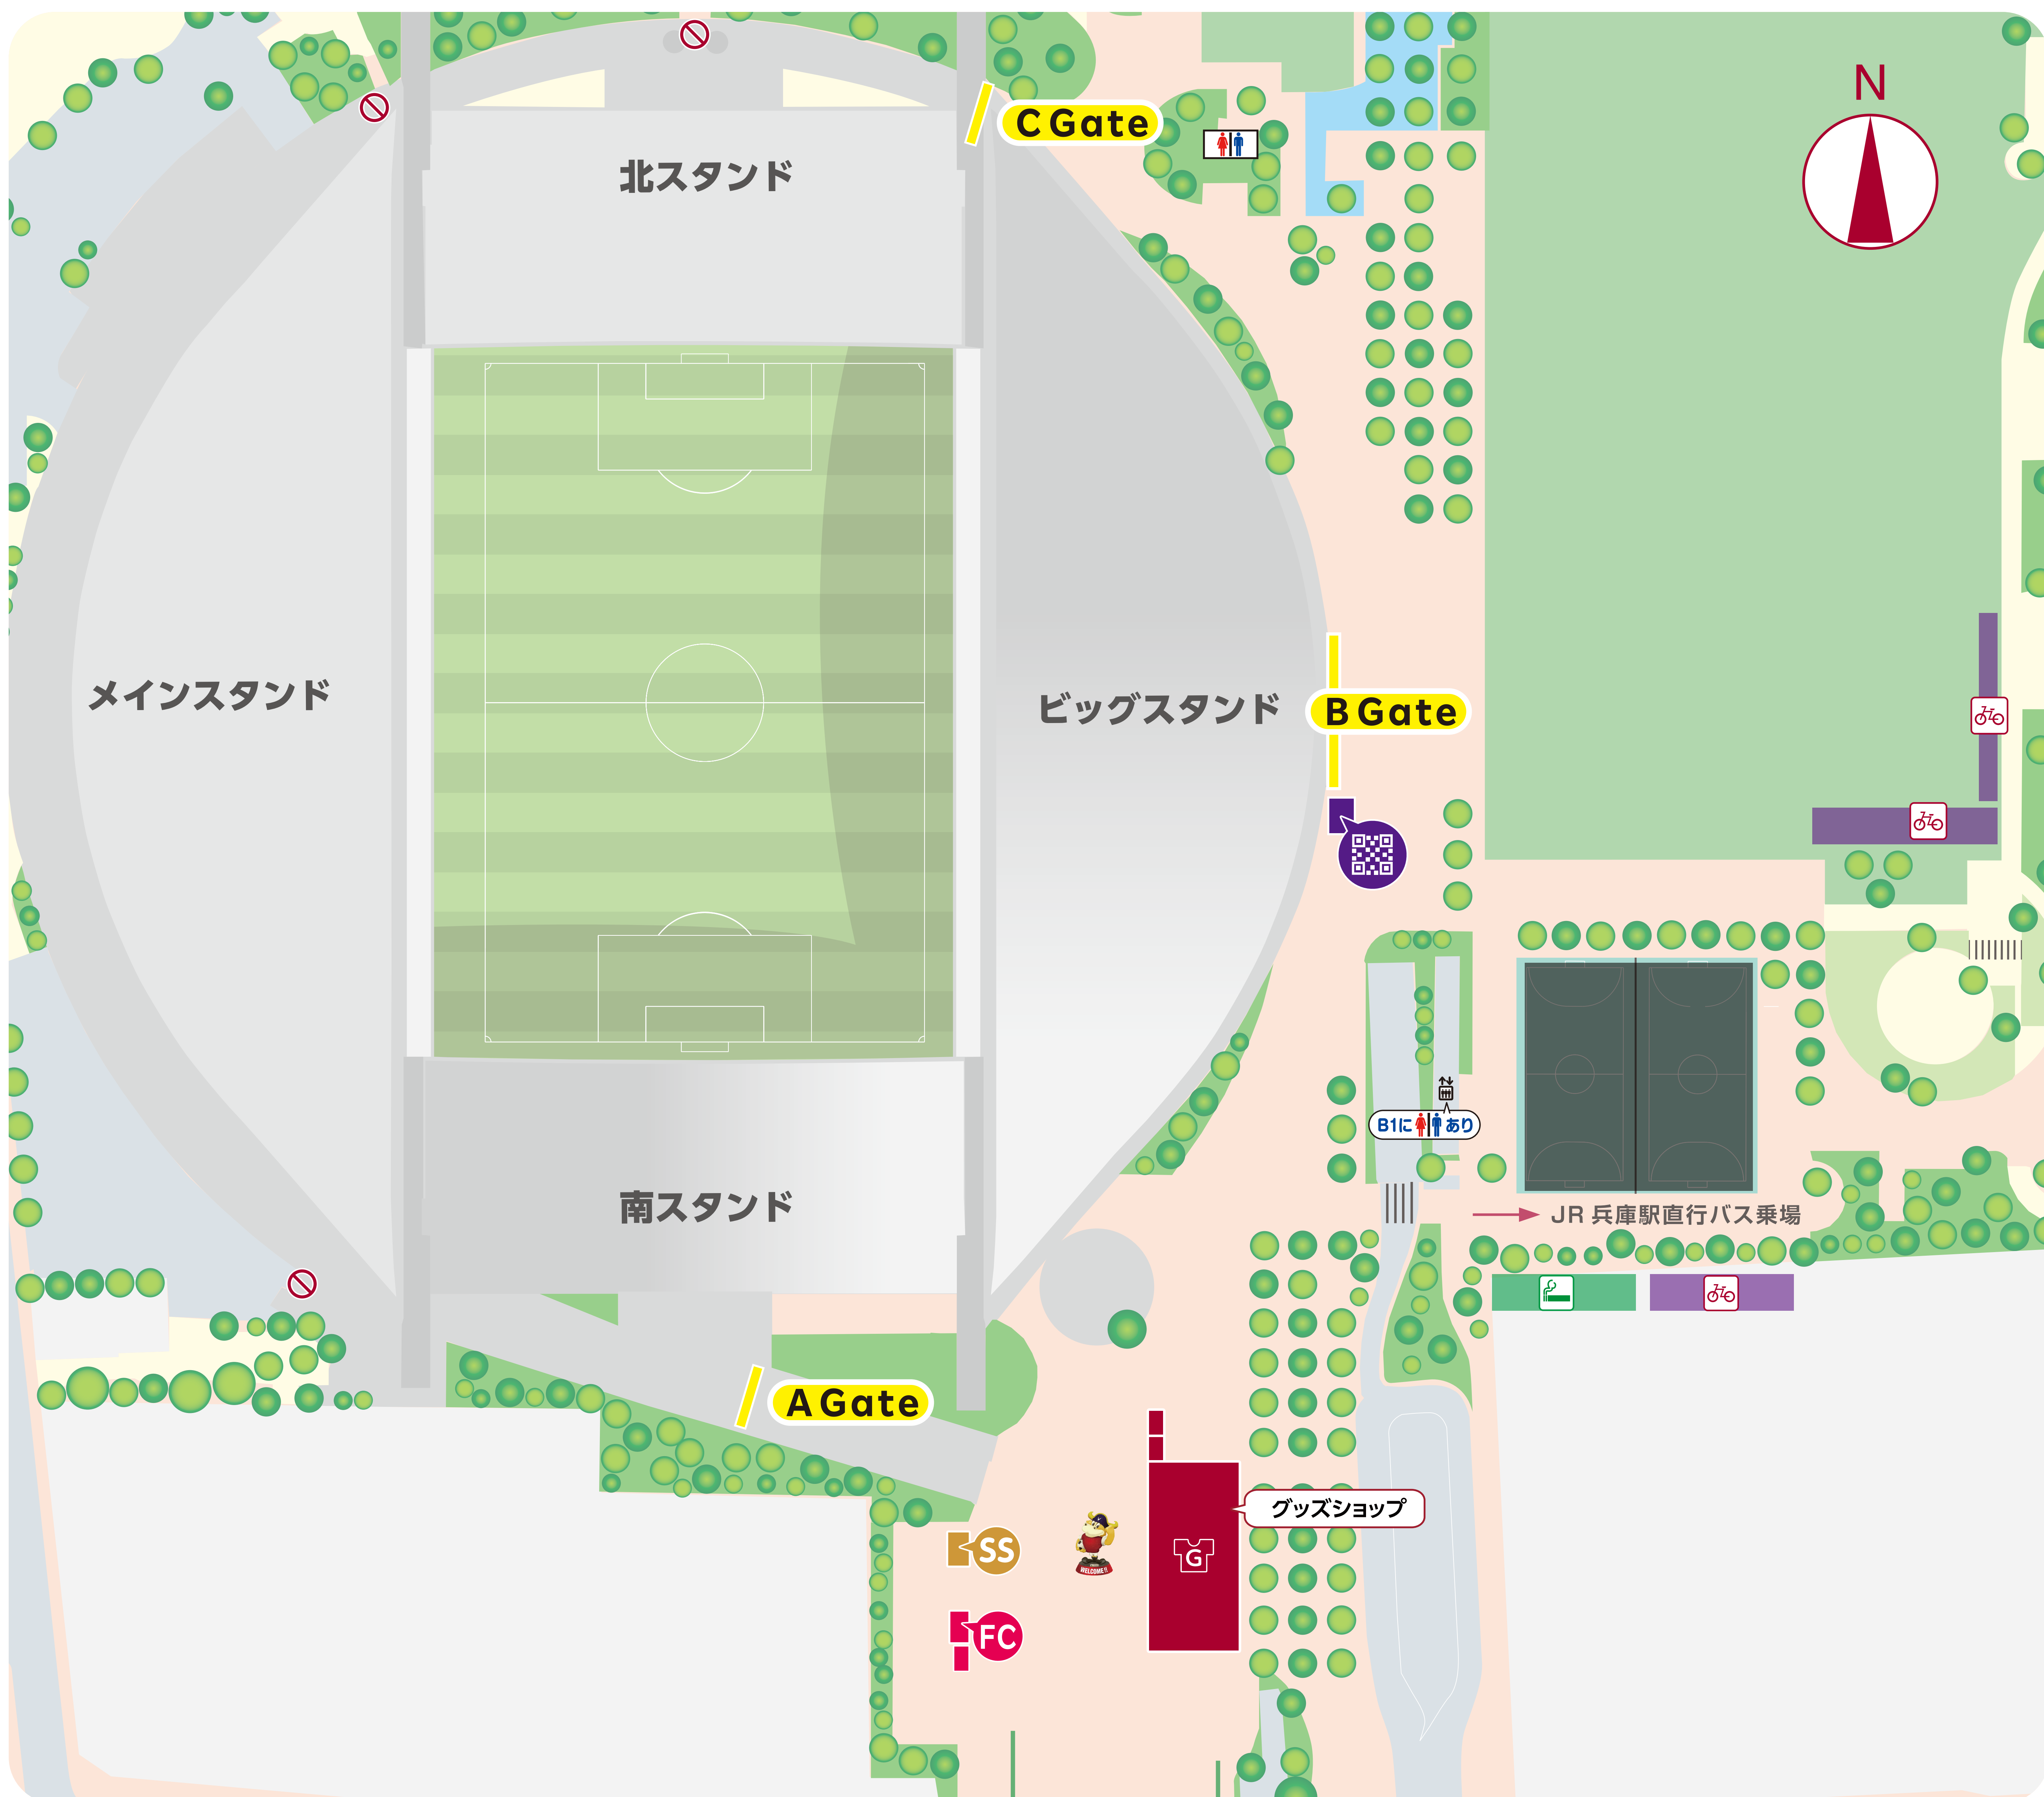 N
C Gate
北スタンド
メインスタンド
ビッグスタンド
B Gate
B1に
あり
南スタンド
JR 兵庫駅直行バス乗場
A Gate
グッズショップ
SS
G
WELCOME!!
FC